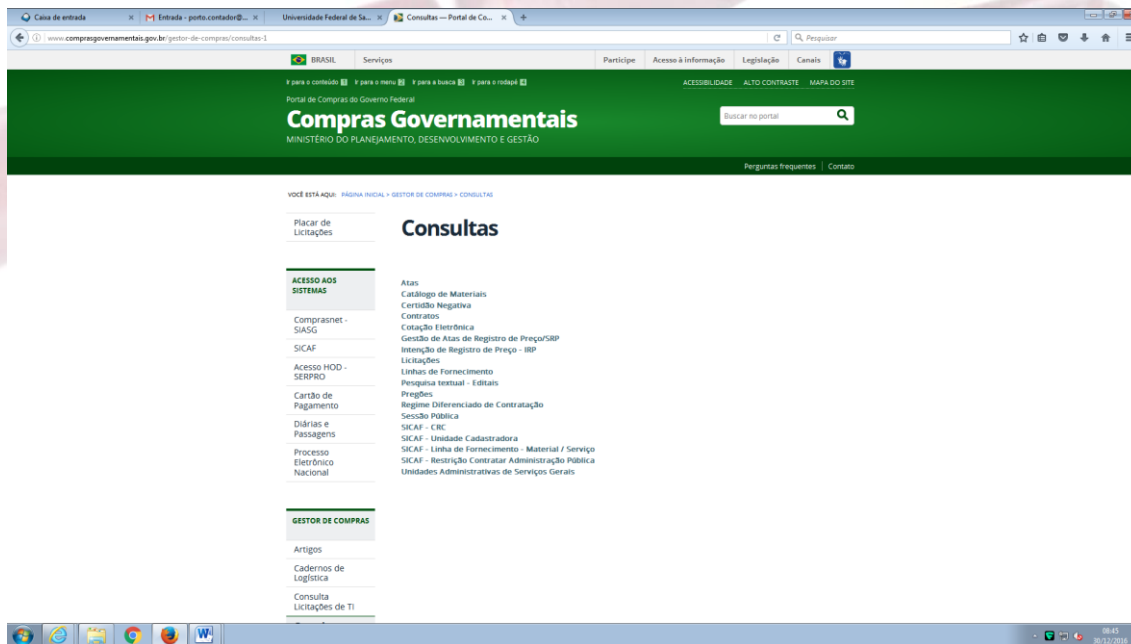 Caixa de entrada
Entrada - porto.contador@...
Universidade Federal de Sa...
Consultas — Portal de Co...
www.comprasgovernamentais.gov.br/gestor-de-compras/consultas-1
Pesquisar
BRASIL Serviços Participe Acesso à informação Legislação Canais
Ir para o conteúdo 1 Ir para o menu 2 Ir para a busca 3 Ir para o rodapé 4
ACESSIBILIDADE ALTO CONTRASTE MAPA DO SITE
Portal de Compras do Governo Federal
Compras Governamentais
MINISTÉRIO DO PLANEJAMENTO, DESENVOLVIMENTO E GESTÃO
Buscar no portal
Perguntas frequentes Contato
VOCÊ ESTÁ AQUI: PÁGINA INICIAL > GESTOR DE COMPRAS > CONSULTAS
Placar de
Licitações
ACESSO AOS
SISTEMAS
Comprasnet -
SIASG
SICAF
Acesso HOD -
SERPRO
Cartão de
Pagamento
Diárias e
Passagens
Processo
Eletrônico
Nacional
GESTOR DE COMPRAS
Artigos
Cadernos de
Logística
Consulta
Licitações de TI
Consultas
Atas
Catálogo de Materiais
Certidão Negativa
Contratos
Cotação Eletrônica
Gestão de Atas de Registro de Preço/SRP
Intenção de Registro de Preço - IRP
Licitações
Linhas de Fornecimento
Pesquisa textual - Editais
Pregões
Regime Diferenciado de Contratação
Sessão Pública
SICAF - CRC
SICAF - Unidade Cadastradora
SICAF - Linha de Fornecimento - Material / Serviço
SICAF - Restrição Contratar Administração Pública
Unidades Administrativas de Serviços Gerais
08:45
30/12/2016